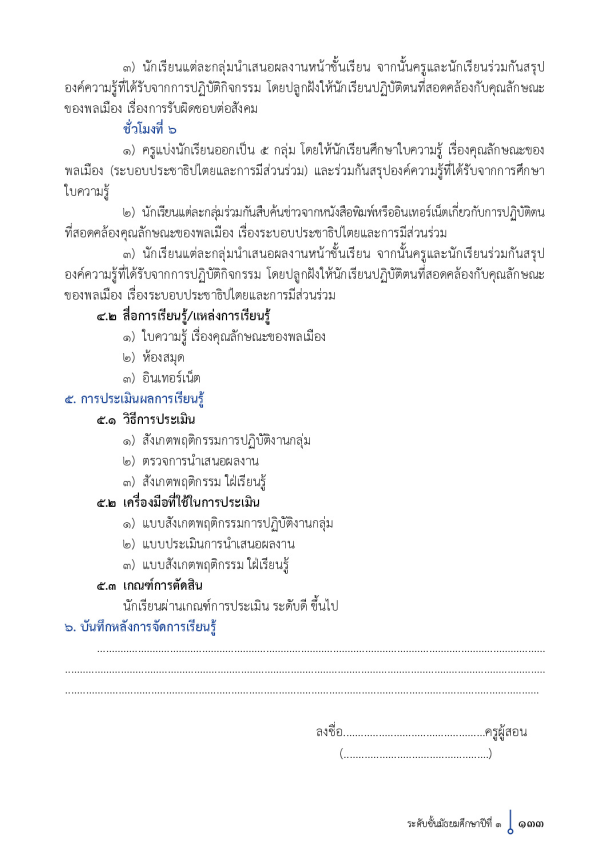 ๓) นักเรียนแต่ละกลุ่มนำเสนอผลงานหน้าชั้นเรียน จากนั้นครูและนักเรียนร่วมกันสรุป
องค์ความรู้ที่ได้รับจากการปฏิบัติกิจกรรม โดยปลูกฝังให้นักเรียนปฏิบัติตนที่สอดคล้องกับคุณลักษณะ
ของพลเมือง เรื่องการรับผิดชอบต่อสังคม
ชั่วโมงที่ ๖
๑) ครูแบ่งนักเรียนออกเป็น ๕ กลุ่ม โดยให้นักเรียนศึกษาใบความรู้ เรื่องคุณลักษณะของ
พลเมือง (ระบอบประชาธิปไตยและการมีส่วนร่วม) และร่วมกันสรุปองค์ความรู้ที่ได้รับจากการศึกษา
ใบความรู้
๒) นักเรียนแต่ละกลุ่มร่วมกันสืบค้นข่าวจากหนังสือพิมพ์หรืออินเทอร์เน็ตเกี่ยวกับการปฏิบัติตน
ที่สอดคล้องคุณลักษณะของพลเมือง เรื่องระบอบประชาธิปไตยและการมีส่วนร่วม
๓) นักเรียนแต่ละกลุ่มนำเสนอผลงานหน้าชั้นเรียน จากนั้นครูและนักเรียนร่วมกันสรุป
องค์ความรู้ที่ได้รับจากการปฏิบัติกิจกรรม โดยปลูกฝังให้นักเรียนปฏิบัติตนที่สอดคล้องกับคุณลักษณะ
ของพลเมือง เรื่องระบอบประชาธิปไตยและการมีส่วนร่วม
๔.๒ สื่อการเรียนรู้/แหล่งการเรียนรู้
๑) ใบความรู้ เรื่องคุณลักษณะของพลเมือง
๒) ห้องสมุด
๓) อินเทอร์เน็ต
๕. การประเมินผลการเรียนรู้
๕.๑ วิธีการประเมิน
๑) สังเกตพฤติกรรมการปฏิบัติงานกลุ่ม
๒) ตรวจการนำเสนอผลงาน
๓) สังเกตพฤติกรรม ใฝ่เรียนรู้
๕.๒ เครื่องมือที่ใช้ในการประเมิน
๑) แบบสังเกตพฤติกรรมการปฏิบัติงานกลุ่ม
๒) แบบประเมินการนำเสนอผลงาน
๓) แบบสังเกตพฤติกรรม ใฝ่เรียนรู้
๕.๓ เกณฑ์การตัดสิน
นักเรียนผ่านเกณฑ์การประเมิน ระดับดี ขึ้นไป
๖. บันทึกหลังการจัดการเรียนรู้
................................................................................
................................................................................
................................................................................
ลงชื่อ................................................ครูผู้สอน
(.................................................)
ระดับชั้นมัธยมศึกษาปีที่ ๑ ๑๓๓